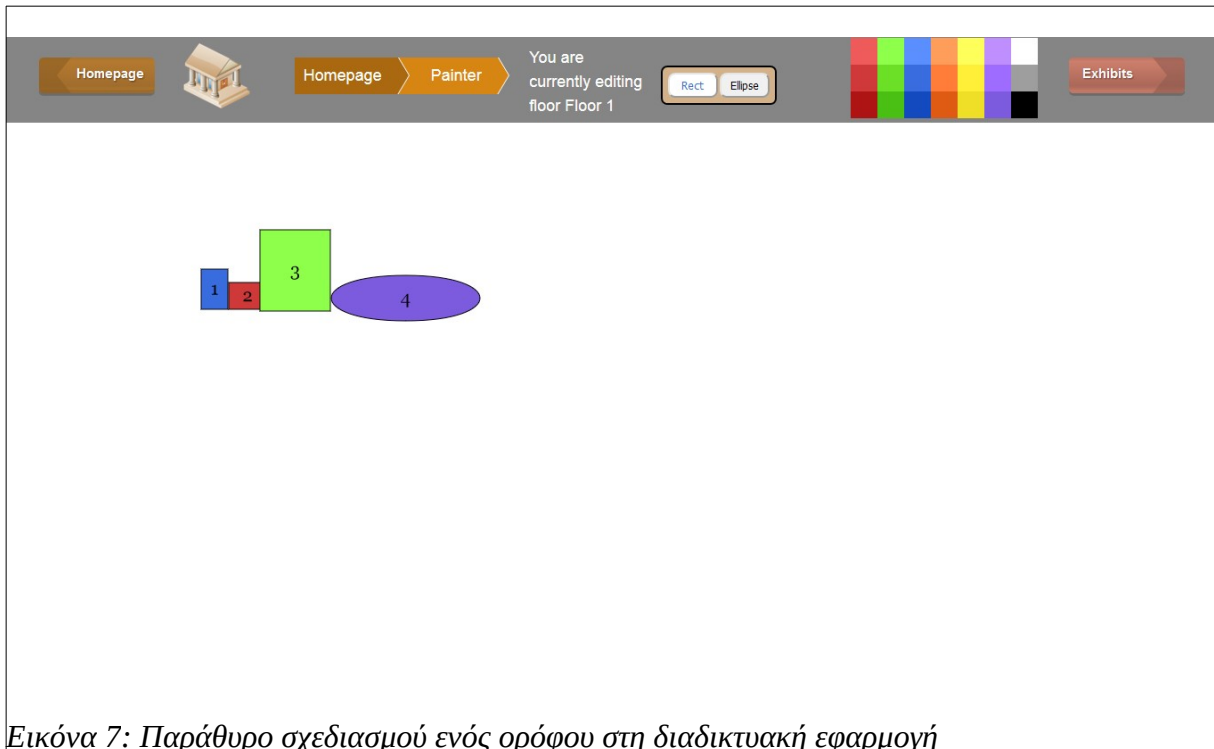 Homepage
Homepage
Painter
You are
currently editing
floor Floor 1
Rect
Ellipse
Exhibits
1
2
3
4
Εικόνα 7: Παράθυρο σχεδιασμού ενός ορόφου στη διαδικτυακή εφαρμογή